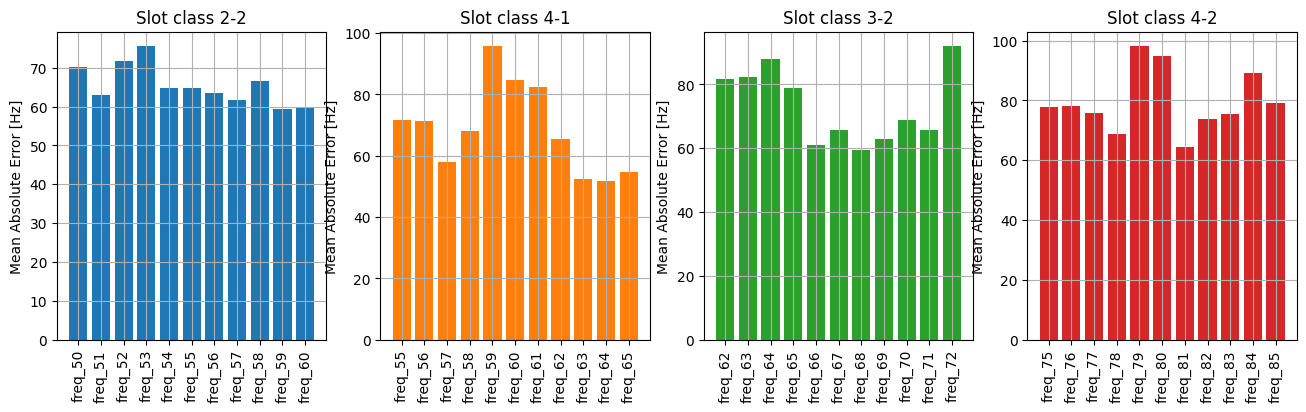 Slot class 2-2
Mean Absolute Error [Hz]
70
60
50
40
30
20
10
0
freq_50
freq_51
freq_52
freq_53
freq_54
freq_55
freq_56
freq_57
freq_58
freq_59
freq_60
Slot class 4-1
Mean Absolute Error [Hz]
100
80
60
40
20
0
freq_55
freq_56
freq_57
freq_58
freq_59
freq_60
freq_61
freq_62
freq_63
freq_64
freq_65
Slot class 3-2
Mean Absolute Error [Hz]
80
60
40
20
0
freq_62
freq_63
freq_64
freq_65
freq_66
freq_67
freq_68
freq_69
freq_70
freq_71
freq_72
Slot class 4-2
Mean Absolute Error [Hz]
100
80
60
40
20
0
freq_75
freq_76
freq_77
freq_78
freq_79
freq_80
freq_81
freq_82
freq_83
freq_84
freq_85